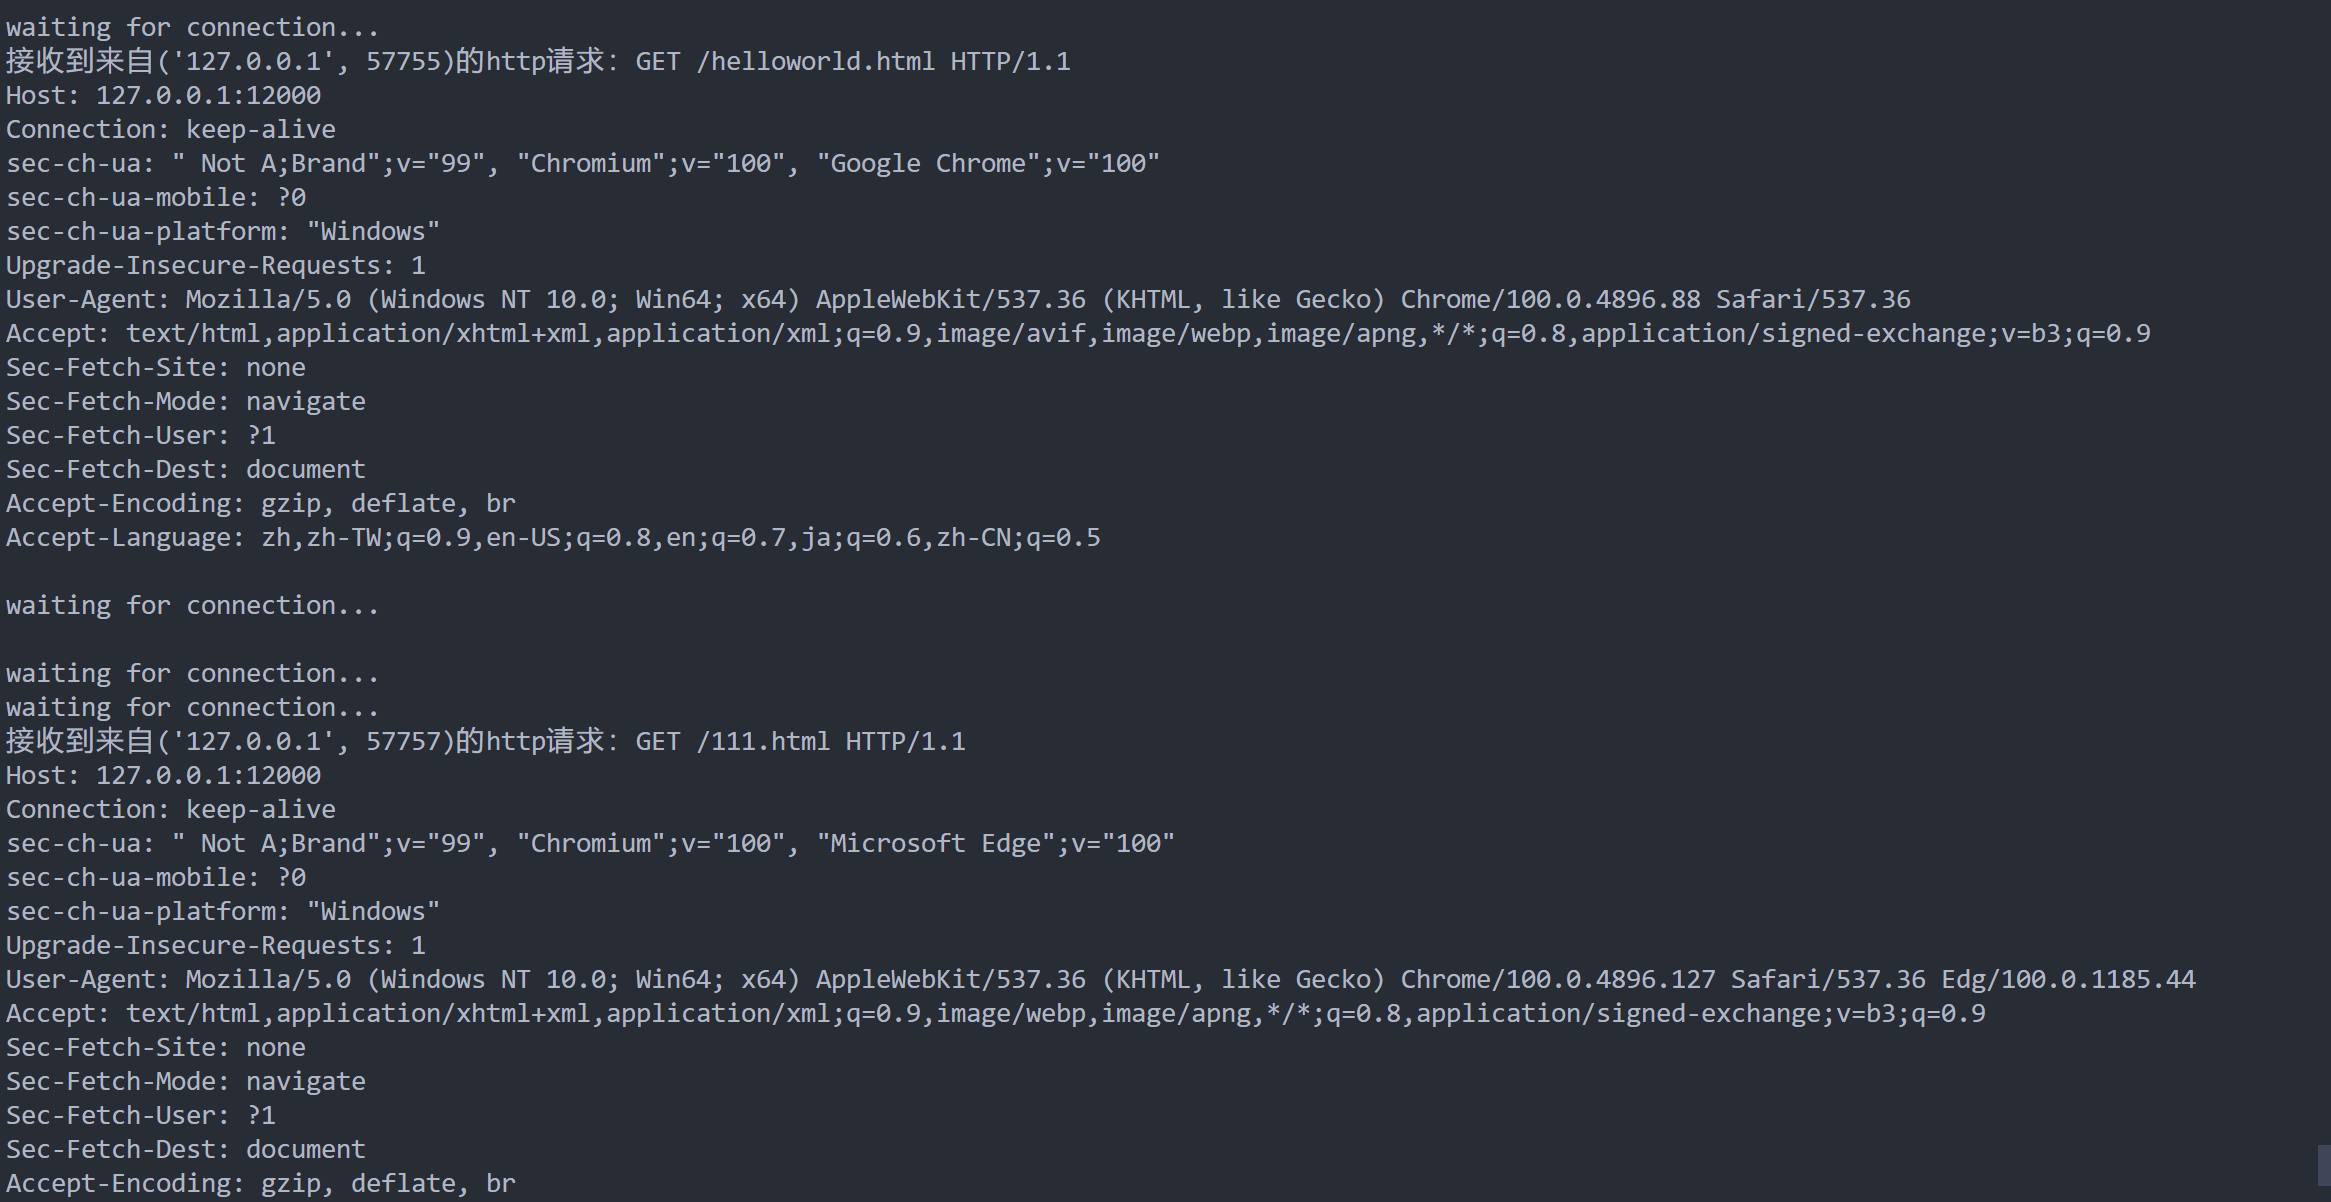 waiting for connection...
接收到来自('127.0.0.1', 57755)的http请求: GET /helloworld.html HTTP/1.1
Host: 127.0.0.1:12000
Connection: keep-alive
sec-ch-ua: " Not A;Brand";v="99", "Chromium";v="100", "Google Chrome";v="100"
sec-ch-ua-mobile: ?0
sec-ch-ua-platform: "Windows"
Upgrade-Insecure-Requests: 1
User-Agent: Mozilla/5.0 (Windows NT 10.0; Win64; x64) AppleWebKit/537.36 (KHTML, like Gecko) Chrome/100.0.4896.88 Safari/537.36
Accept: text/html,application/xhtml+xml,application/xml;q=0.9,image/avif,image/webp,image/apng,*/*;q=0.8,application/signed-exchange;v=b3;q=0.9
Sec-Fetch-Site: none
Sec-Fetch-Mode: navigate
Sec-Fetch-User: ?1
Sec-Fetch-Dest: document
Accept-Encoding: gzip, deflate, br
Accept-Language: zh,zh-TW;q=0.9,en-US;q=0.8,en;q=0.7,ja;q=0.6,zh-CN;q=0.5
waiting for connection...
waiting for connection...
waiting for connection...
接收到来自('127.0.0.1', 57757)的http请求: GET /111.html HTTP/1.1
Host: 127.0.0.1:12000
Connection: keep-alive
sec-ch-ua: " Not A;Brand";v="99", "Chromium";v="100", "Microsoft Edge";v="100"
sec-ch-ua-mobile: ?0
sec-ch-ua-platform: "Windows"
Upgrade-Insecure-Requests: 1
User-Agent: Mozilla/5.0 (Windows NT 10.0; Win64; x64) AppleWebKit/537.36 (KHTML, like Gecko) Chrome/100.0.4896.127 Safari/537.36 Edg/100.0.1185.44
Accept: text/html,application/xhtml+xml,application/xml;q=0.9,image/webp,image/apng,*/*;q=0.8,application/signed-exchange;v=b3;q=0.9
Sec-Fetch-Site: none
Sec-Fetch-Mode: navigate
Sec-Fetch-User: ?1
Sec-Fetch-Dest: document
Accept-Encoding: gzip, deflate, br